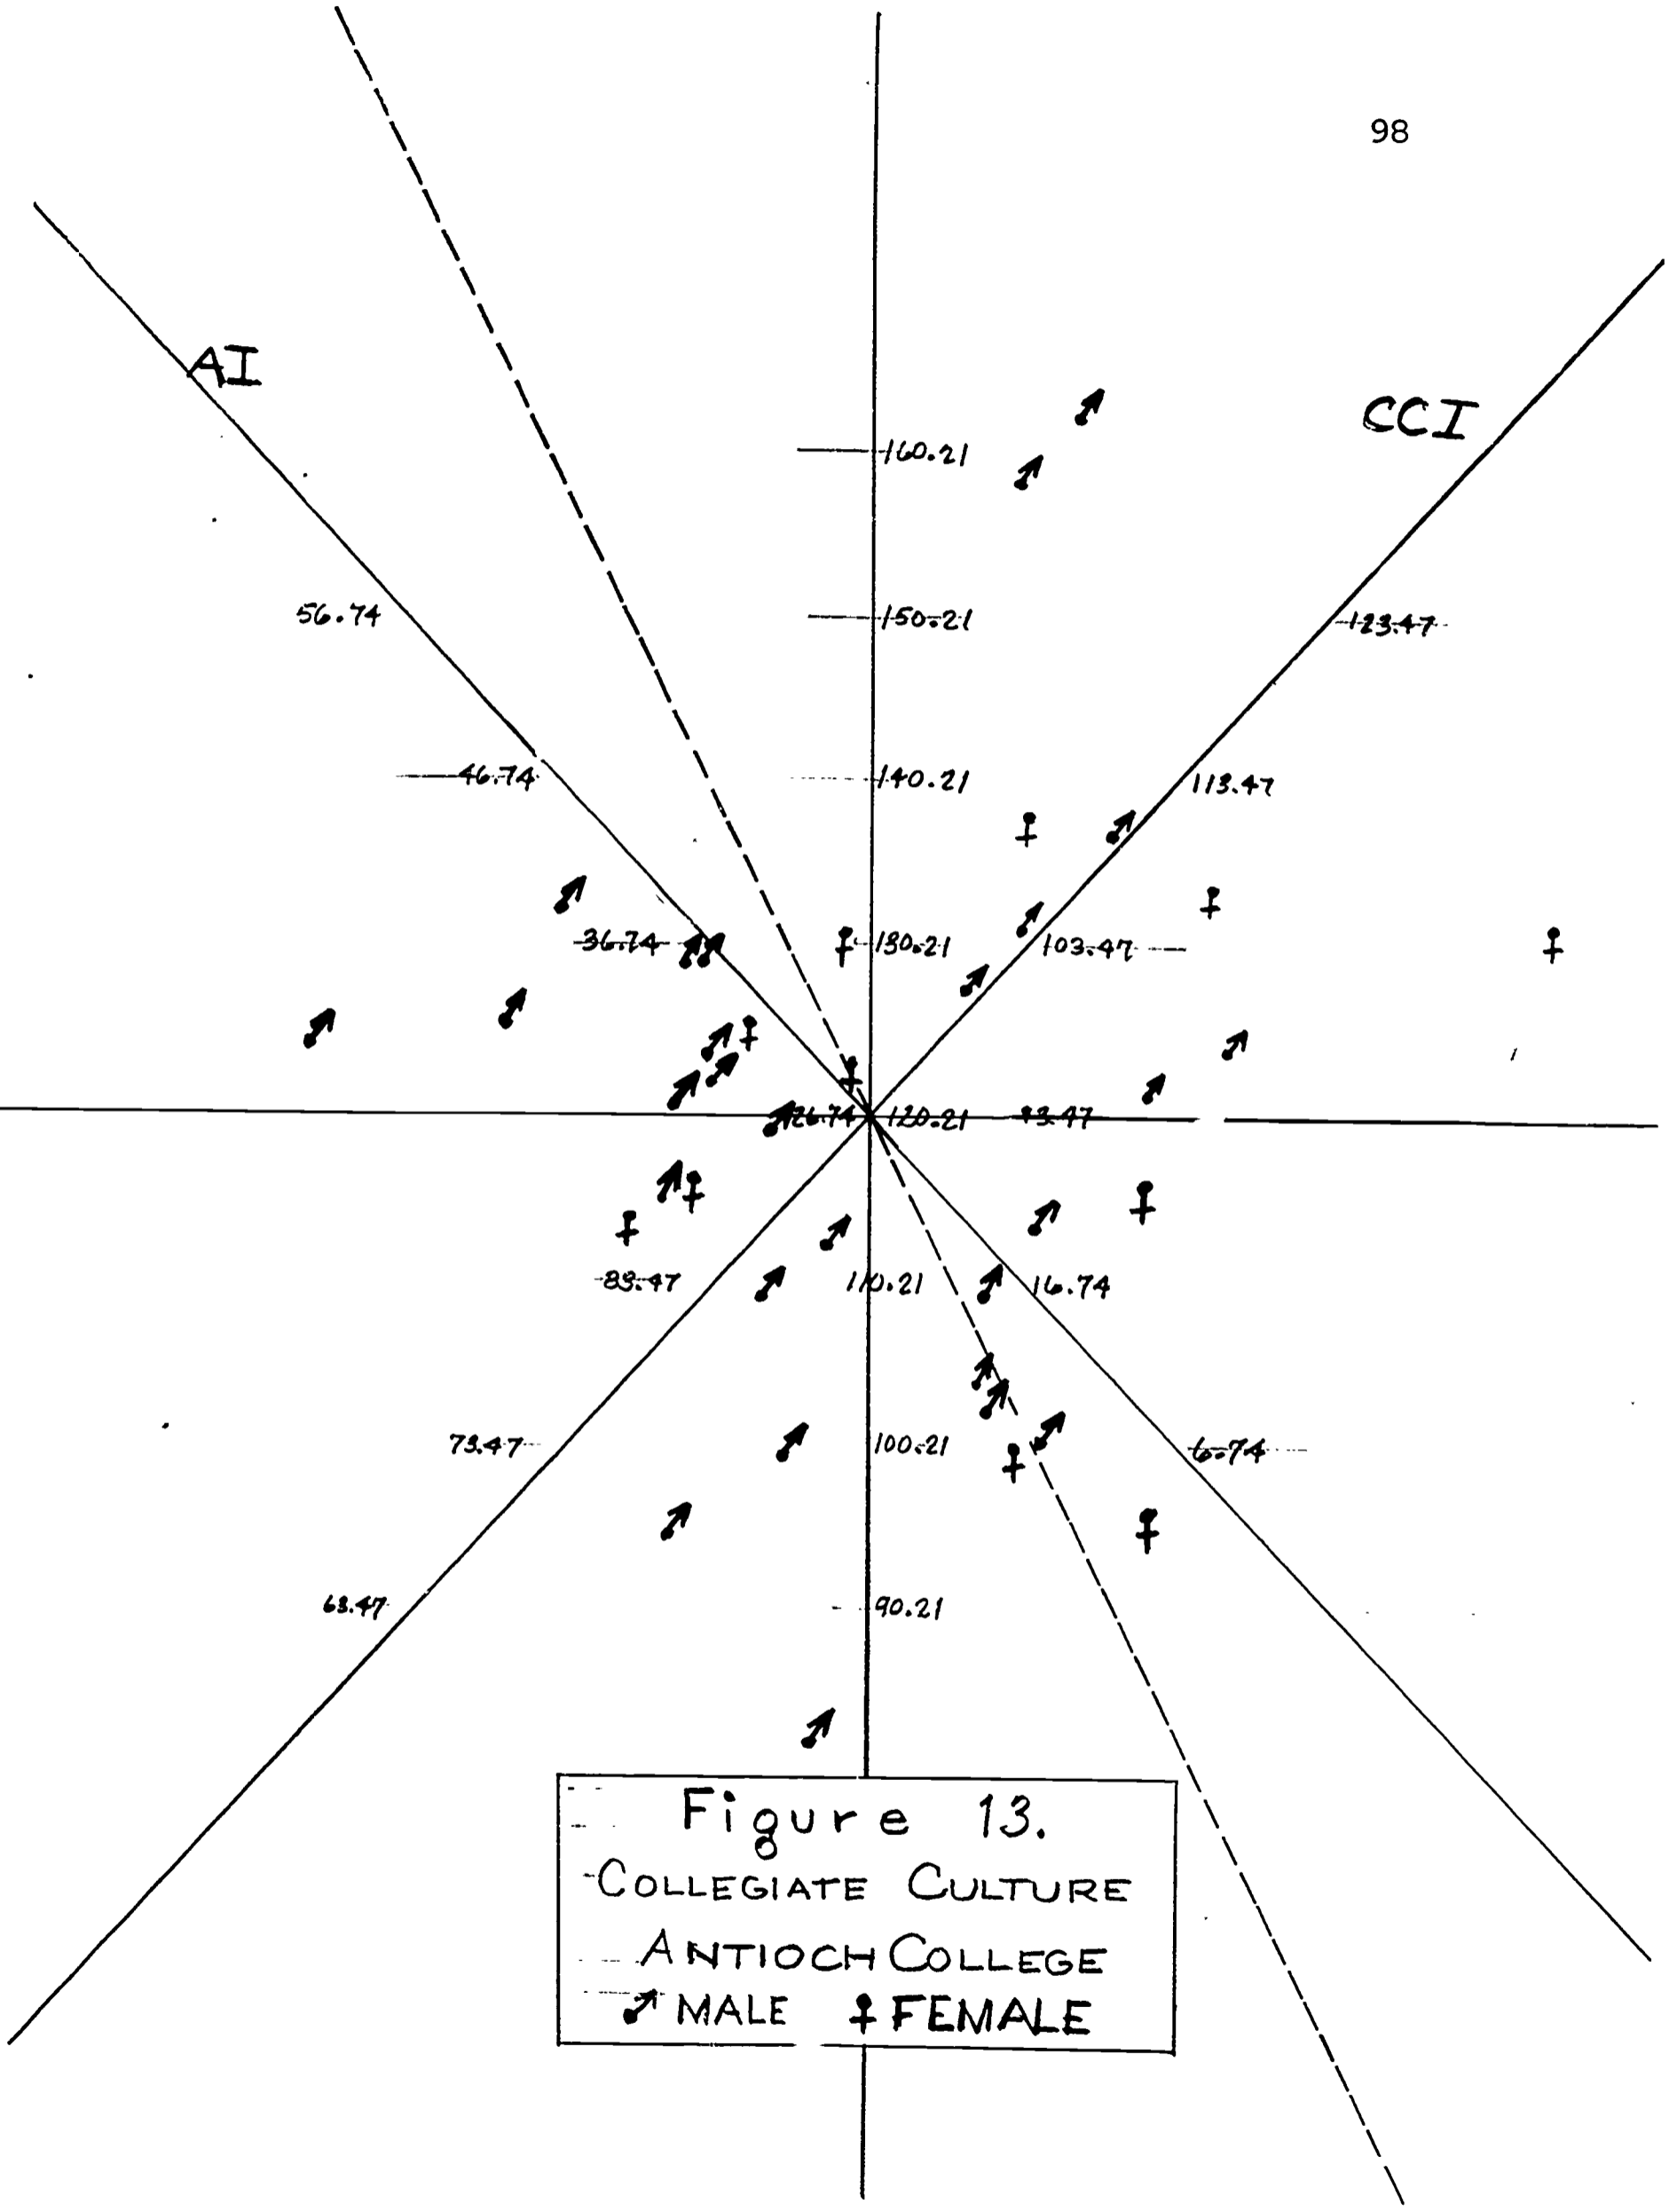 98
AI
CCI
160.21
56.74 150.21 123.47
46.74 140.21 113.47
36.74 130.21 103.47
26.74 120.21 93.47
83.47 110.21 16.74
73.47 100.21 6.74
63.47 90.21
Figure 13.
COLLEGIATE CULTURE
ANTIOCH COLLEGE
MALE FEMALE